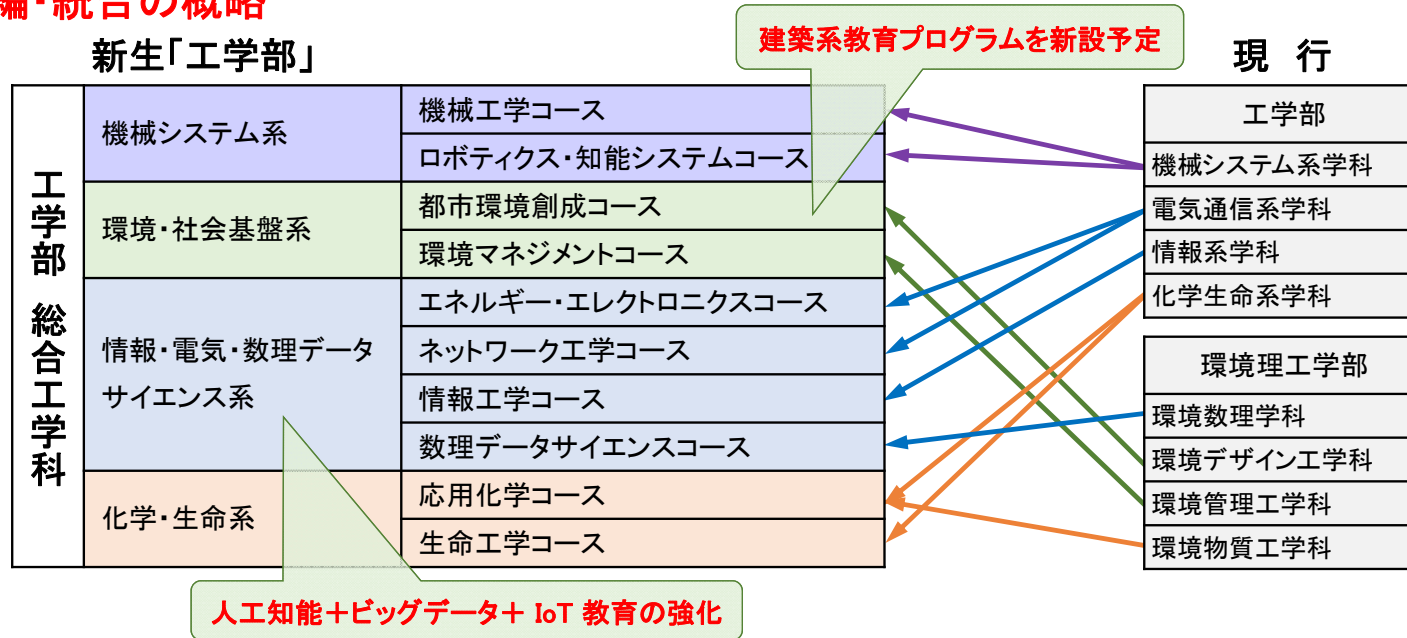 編・統合の概略
新生「工学部」
建築系教育プログラムを新設予定
現 行
工学部 総合工学科
機械システム系
機械工学コース
ロボティクス・知能システムコース
環境・社会基盤系
都市環境創成コース
環境マネジメントコース
情報・電気・数理データ
サイエンス系
エネルギー・エレクトロニクスコース
ネットワーク工学コース
情報工学コース
数理データサイエンスコース
化学・生命系
応用化学コース
生命工学コース
人工知能＋ビッグデータ＋ IoT 教育の強化
工学部
機械システム系学科
電気通信系学科
情報系学科
化学生命系学科
環境理工学部
環境数理学科
環境デザイン工学科
環境管理工学科
環境物質工学科